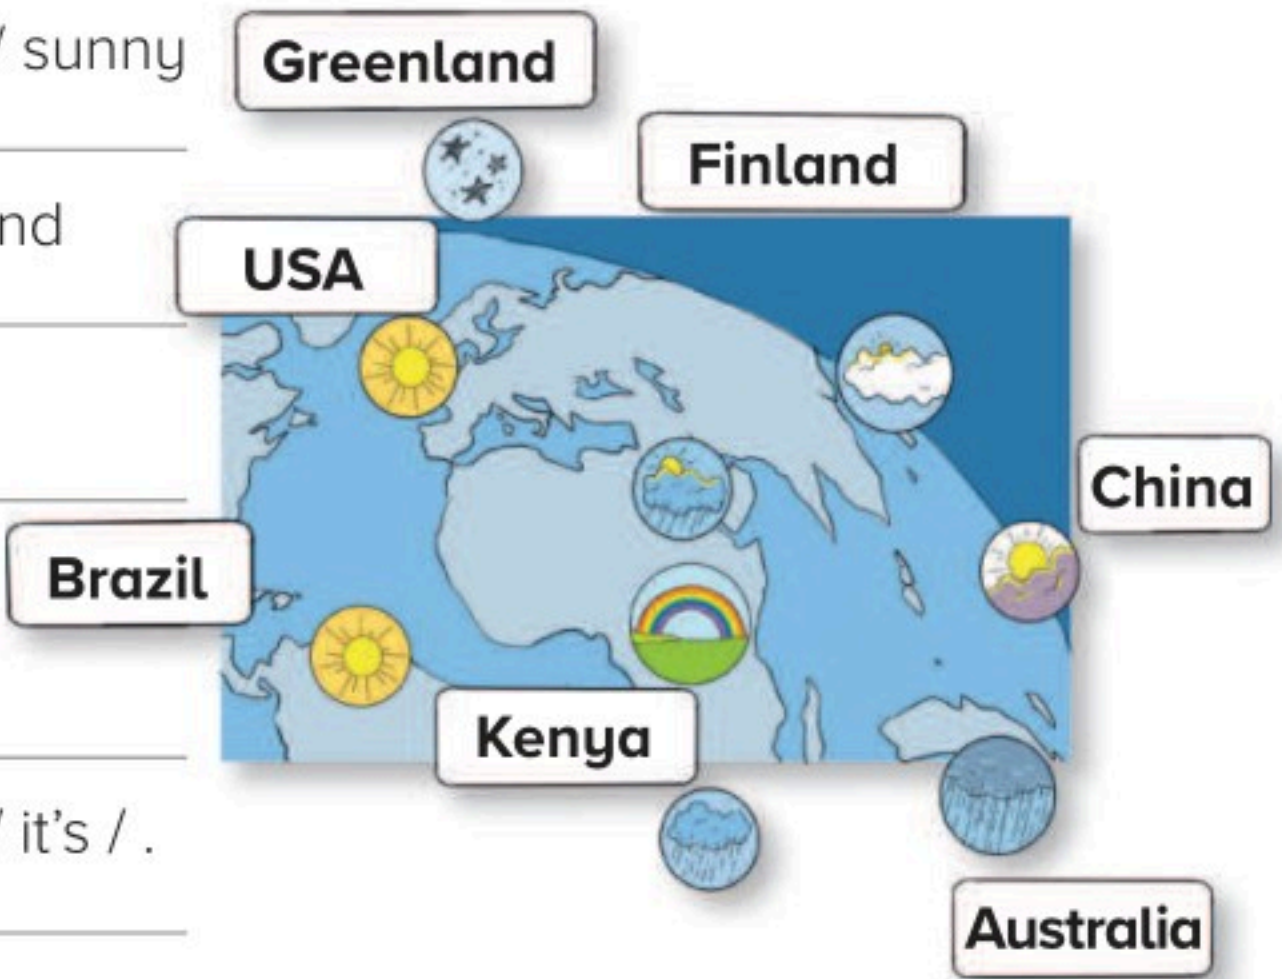 / sunny
Greenland
Finland
nd
USA
China
Brazil
Kenya
/ it's / .
Australia